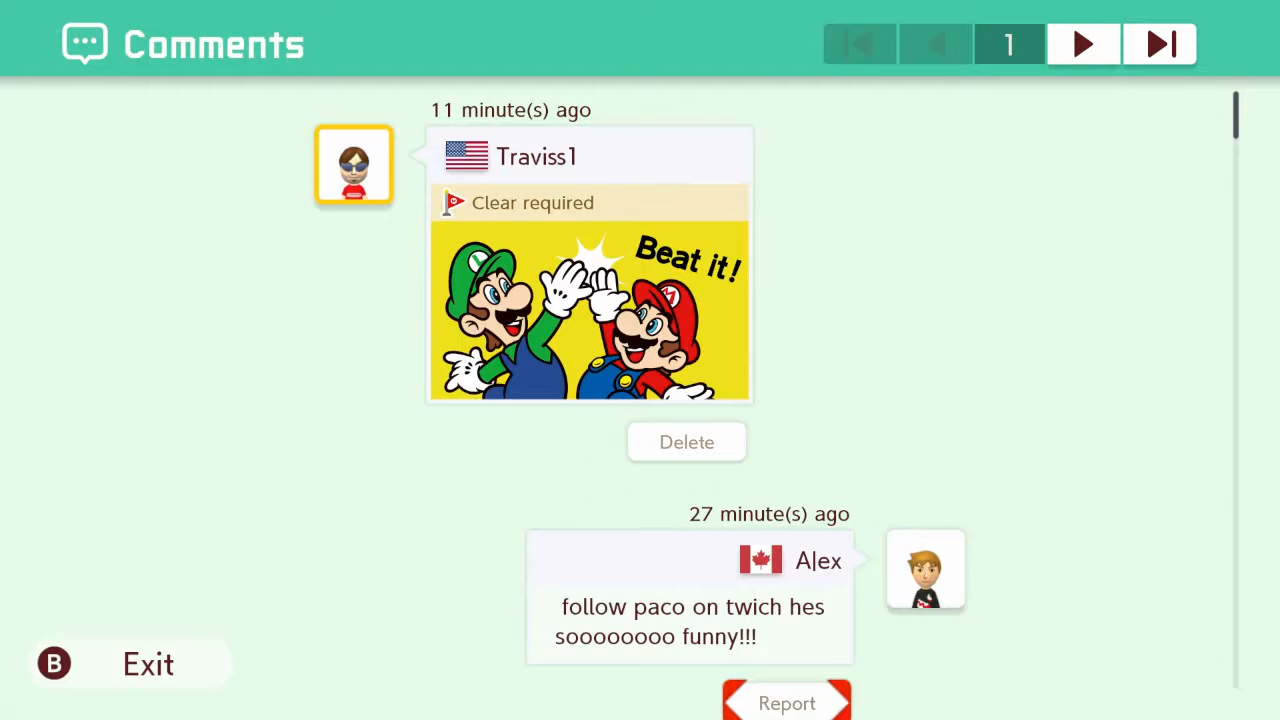 Comments
1
11 minute(s) ago
Traviss1
Clear required
Beat it!
L
M
Delete
27 minute(s) ago
A|ex
follow paco on twich hes
soooooooo funny!!!
Report
B Exit